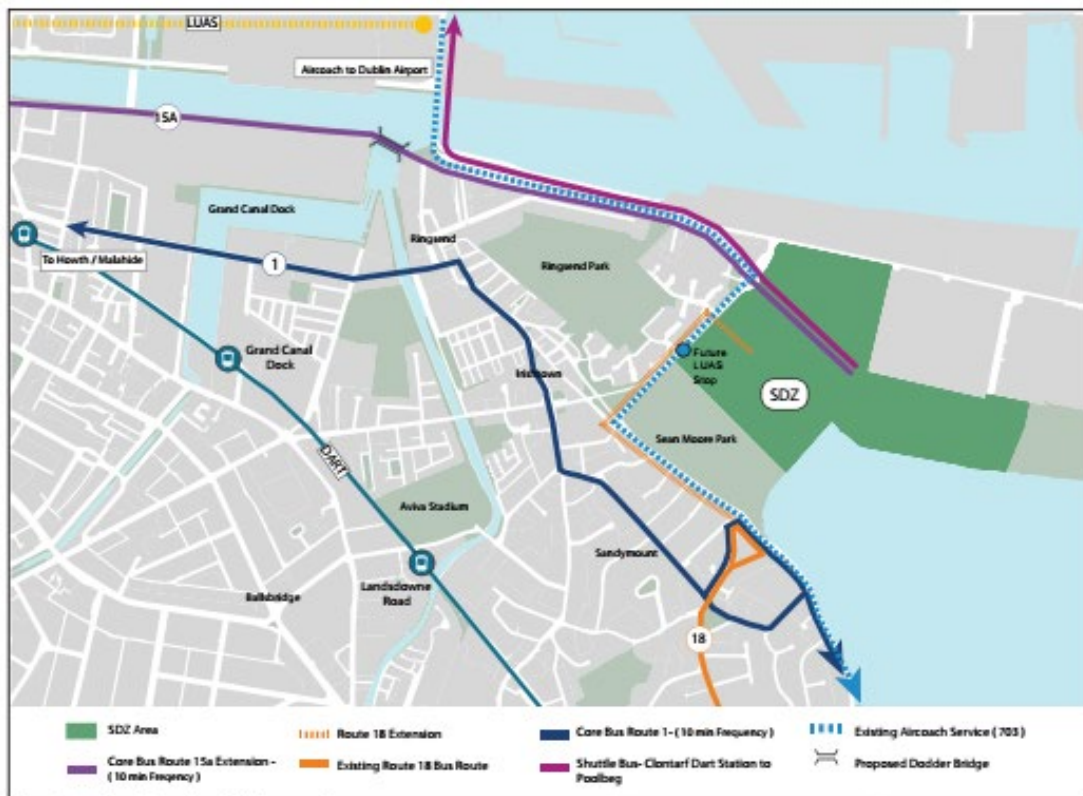 LUAS
Aircoach to Dublin Airport
15A
Grand Canal Dock
Ringsend
To Howth / Malahide
1
Ringsend Park
Grand Canal
Dock
Irishtown
Future
LUAS
Stop
SDZ
Sean Moore Park
DART
Aviva Stadium
Sandymount
Landsdowne
Road
Ballsbridge
18
SDZ Area
Route 18 Extension
Core Bus Route 1- ( 10 min Frequency )
Existing Aircoach Service ( 703 )
Core Bus Route 15a Extension -
( 10 min Freqency )
Existing Route 18 Bus Route
Shuttle Bus- Clontarf Dart Station to
Poolbeg
Proposed Dodder Bridge